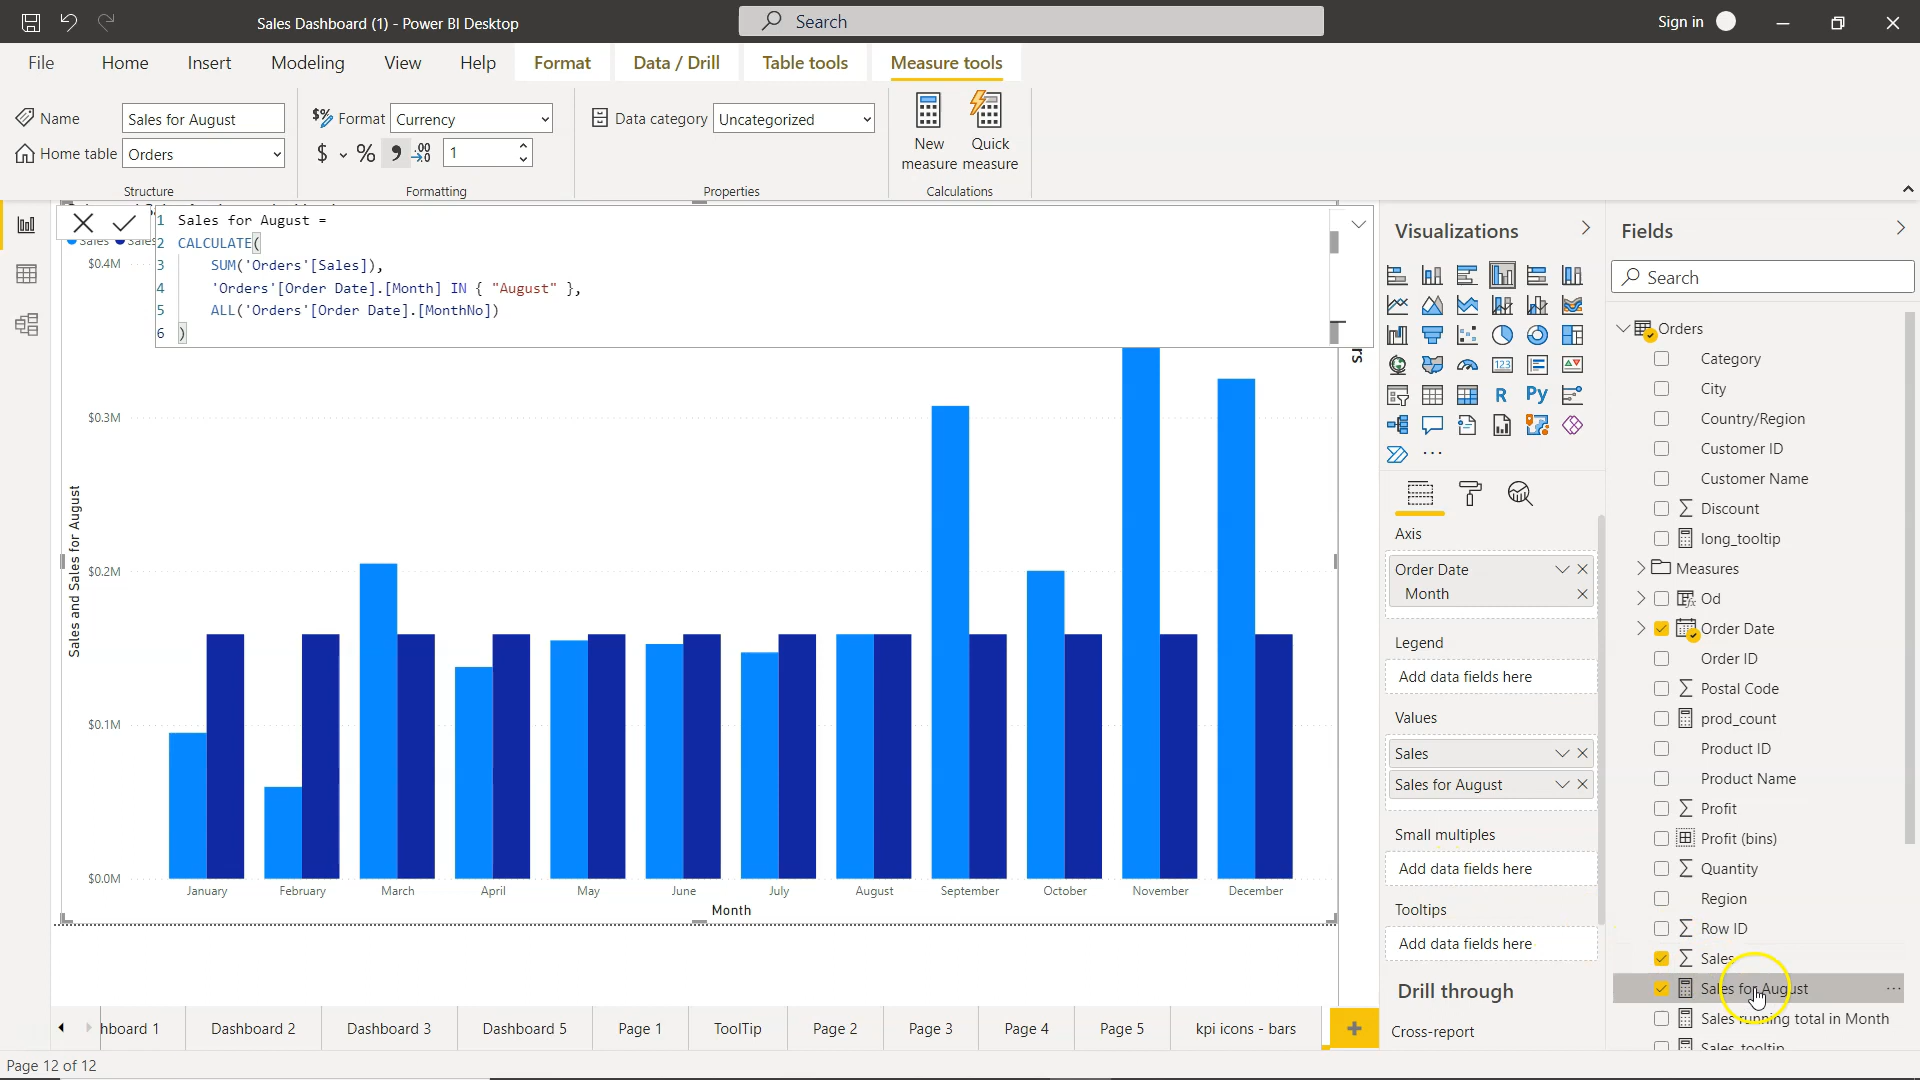 Sales Dashboard (1) - Power BI Desktop
Search
Sign in
File
Home
Insert
Modeling
View
Help
Format
Data / Drill
Table tools
Measure tools
Name
Sales for August
Format
Currency
Data category
Uncategorized
New measure
Quick measure
Home table
Orders
$
%
1
Structure
Formatting
Properties
Calculations
1 Sales for August =
2 CALCULATE(
3 SUM('Orders'[Sales]),
4 'Orders'[Order Date].[Month] IN { "August" },
5 ALL('Orders'[Order Date].[MonthNo])
6 )
$0.4M
$0.3M
$0.2M
$0.1M
$0.0M
Sales and Sales for August
January
February
March
April
May
June
July
August
September
October
November
December
Month
Visualizations
123
R
Py
Axis
Order Date
Month
Legend
Add data fields here
Values
Sales
Sales for August
Small multiples
Add data fields here
Tooltips
Add data fields here
Drill through
Cross-report
Fields
Search
Orders
Category
City
Country/Region
Customer ID
Customer Name
Discount
long_tooltip
Measures
Od
Order Date
Order ID
Postal Code
prod_count
Product ID
Product Name
Profit
Profit (bins)
Quantity
Region
Row ID
Sales
Sales for August
Sales running total in Month
Sales_tooltip
hboard 1
Dashboard 2
Dashboard 3
Dashboard 5
Page 1
ToolTip
Page 2
Page 3
Page 4
Page 5
kpi icons - bars
Page 12 of 12